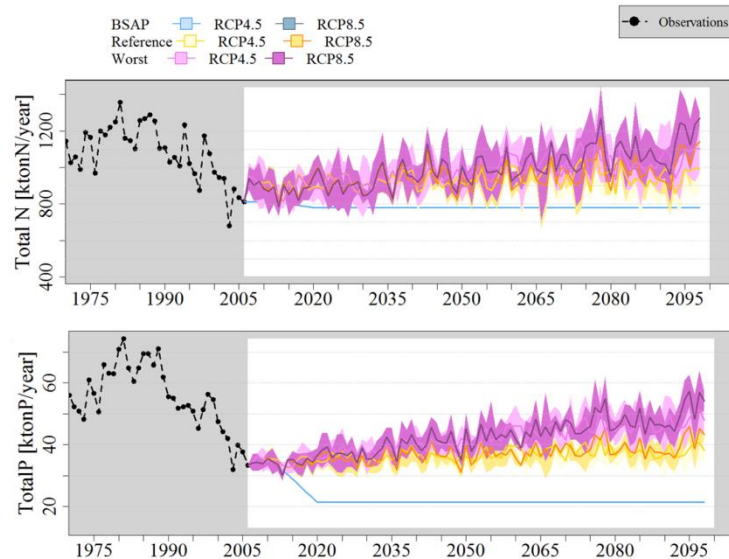 BSAP RCP4.5 RCP8.5
Reference RCP4.5 RCP8.5
Worst RCP4.5 RCP8.5
Observations
Total N [ktonN/year]
1200
1000
800
600
400
1975 1990 2005 2020 2035 2050 2065 2080 2095
TotalP [ktonP/year]
60
40
20
1975 1990 2005 2020 2035 2050 2065 2080 2095